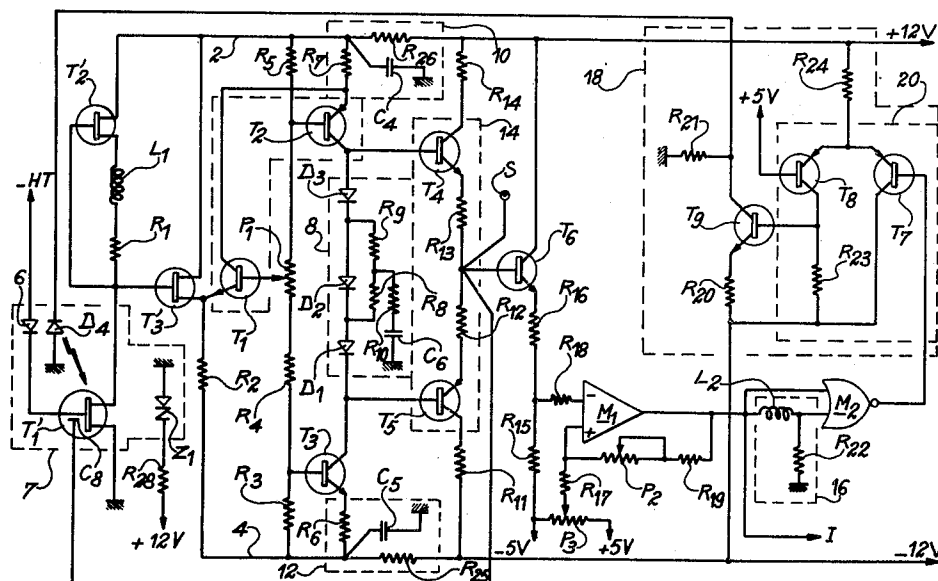 2
R5
R7
R26
10
C4
+12V
T'2
18
R24
20
+5V
R14
14
R21
T2
T4
T8
T7
L1
-HT
D3
S
R9
T9
R1
P1
8
R13
T6
R23
6
D4
T'3
T1
D2
R8
R12
R16
R20
R10
C6
R2
D1
R18
L2
M2
Z1
R4
M1
T'1
C8
T5
R15
R28
R3
T3
C5
R17
P2
R19
R22
7
+12V
R11
16
4
R6
P3
-5V
+5V
I
12
R25
-12V